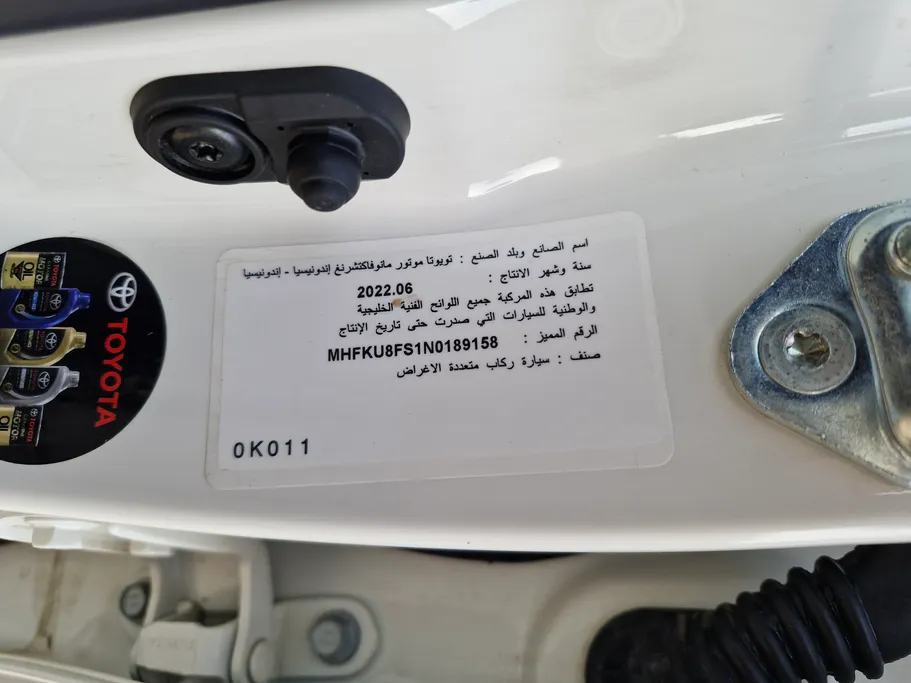 اسم الصانع وبلد الصنع : تويوتا موتور مانوفاكتشرنغ إندونيسيا - إندونيسيا
سنة وشهر الانتاج :
2022.06
تطابق هذه المركبة جميع اللوائح الفنية الخليجية
والوطنية للسيارات التي صدرت حتى تاريخ الإنتاج
الرقم المميز :
MHFKU8FS1N0189158
صنف : سيارة ركاب متعددة الاغراض
0K011
TOYOTA